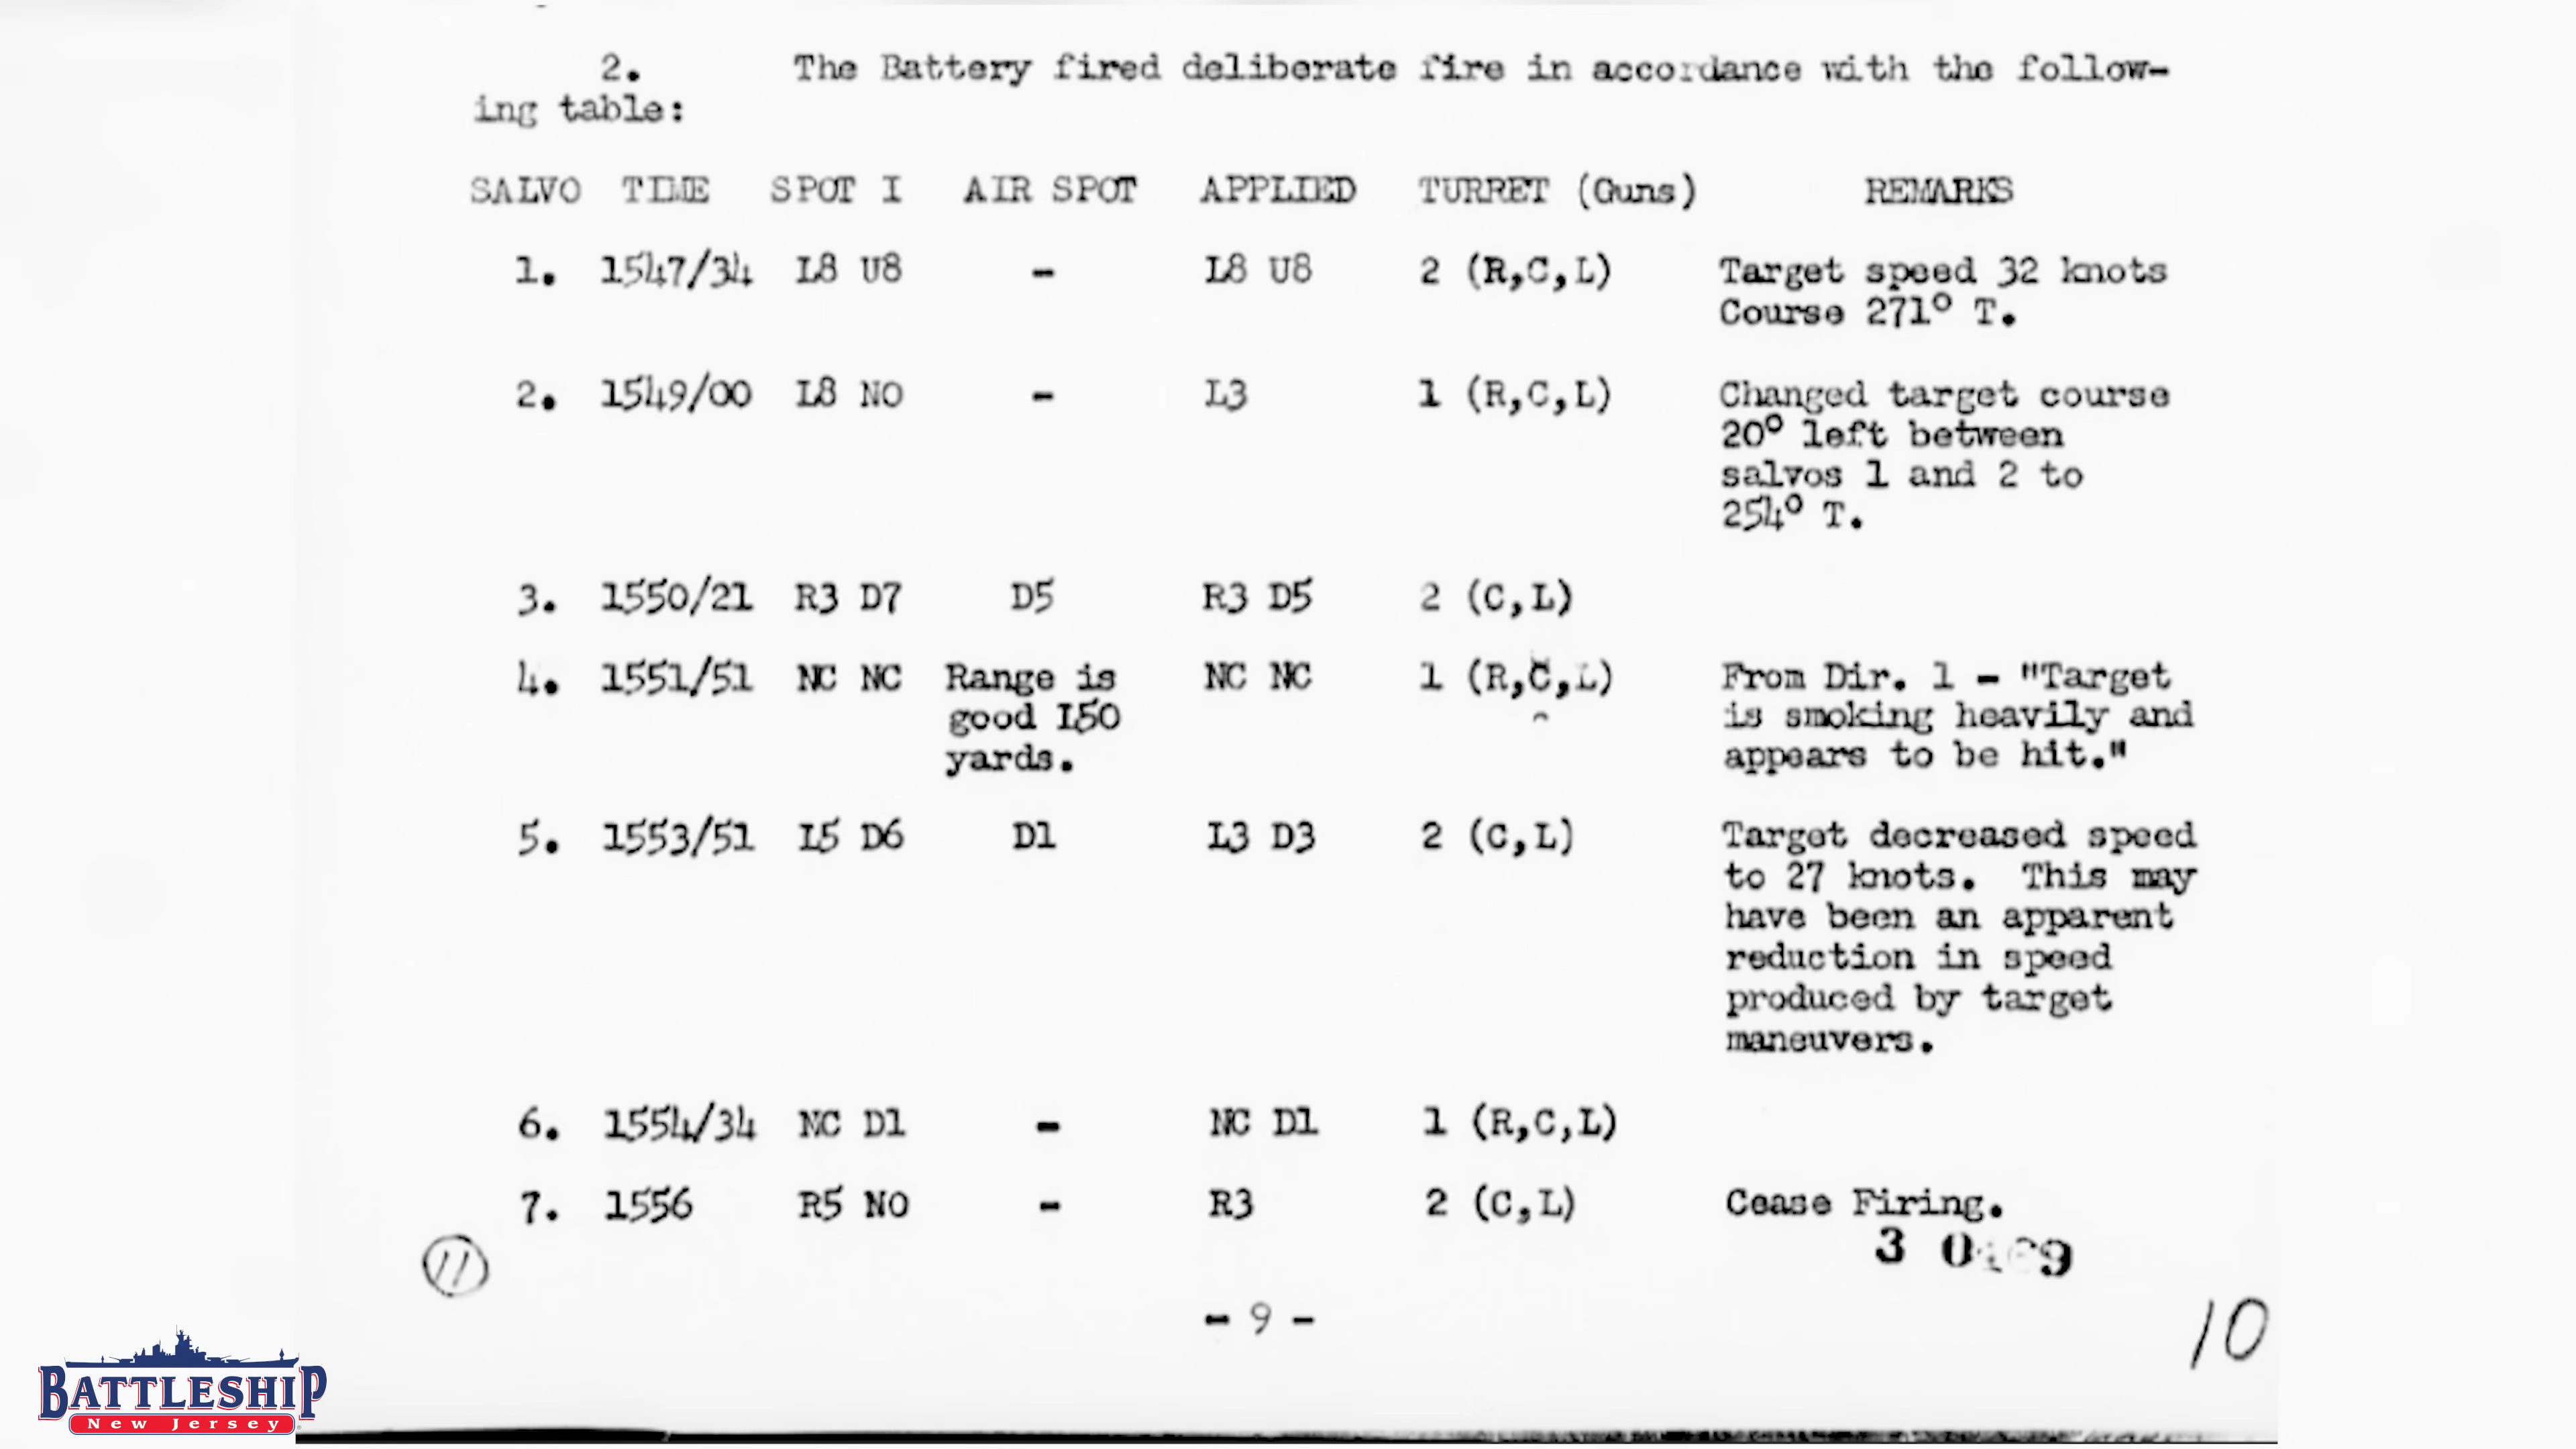 2. The Battery fired deliberate fire in accordance with the follow-
ing table:
SALVO TIME SPOT I AIR SPOT APPLIED TURRET (Guns) REMARKS
1. 1547/34 L8 U8 - L8 U8 2 (R,C,L) Target speed 32 knots
Course 271° T.
2. 1549/00 L8 NO - L3 1 (R,C,L) Changed target course
20° left between
salvos 1 and 2 to
254° T.
3. 1550/21 R3 D7 D5 R3 D5 2 (C,L)
4. 1551/51 NC NC Range is NC NC 1 (R,C,L) From Dir. 1 - "Target
good 150 is smoking heavily and
yards. appears to be hit."
5. 1553/51 L5 D6 D1 L3 D3 2 (C,L) Target decreased speed
to 27 knots. This may
have been an apparent
reduction in speed
produced by target
maneuvers.
6. 1554/34 NC D1 - NC D1 1 (R,C,L)
7. 1556 R5 NO - R3 2 (C,L) Cease Firing.
11
- 9 -
10
BATTLESHIP
New Jersey